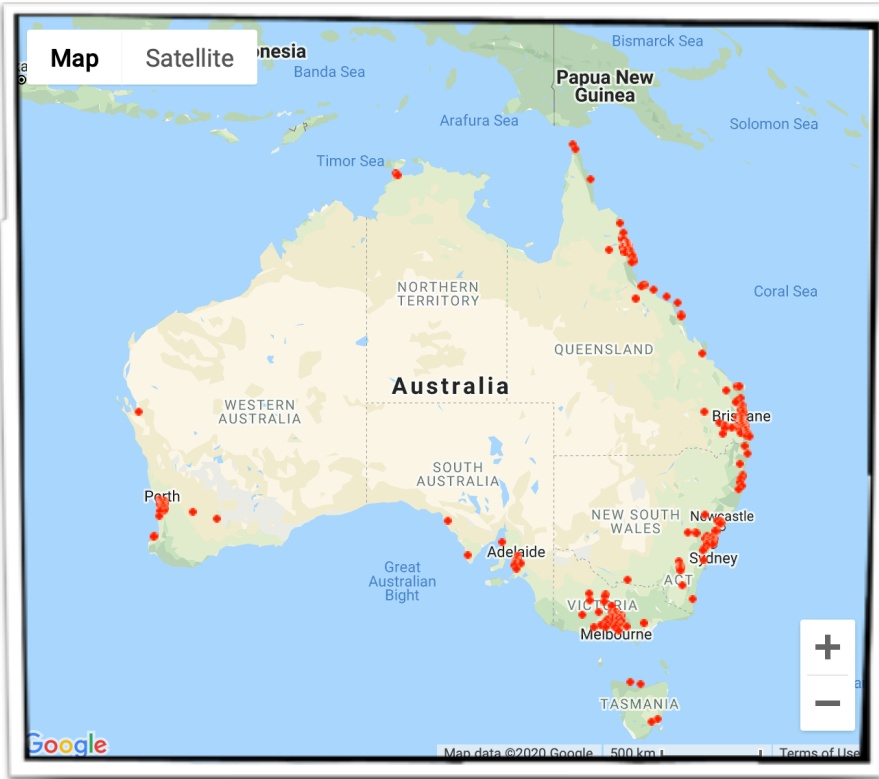 Map
Satellite
onesia
Bismarck Sea
Banda Sea
Papua New
Guinea
Arafura Sea
Solomon Sea
Timor Sea
NORTHERN
TERRITORY
Coral Sea
QUEENSLAND
Australia
WESTERN
AUSTRALIA
Brisbane
SOUTH
AUSTRALIA
Perth
NEW SOUTH
WALES
Newcastle
Adelaide
Sydney
Great
Australian
Bight
ACT
VICTORIA
Melbourne
+
−
TASMANIA
Google
Map data ©2020 Google
500 km
Terms of Use